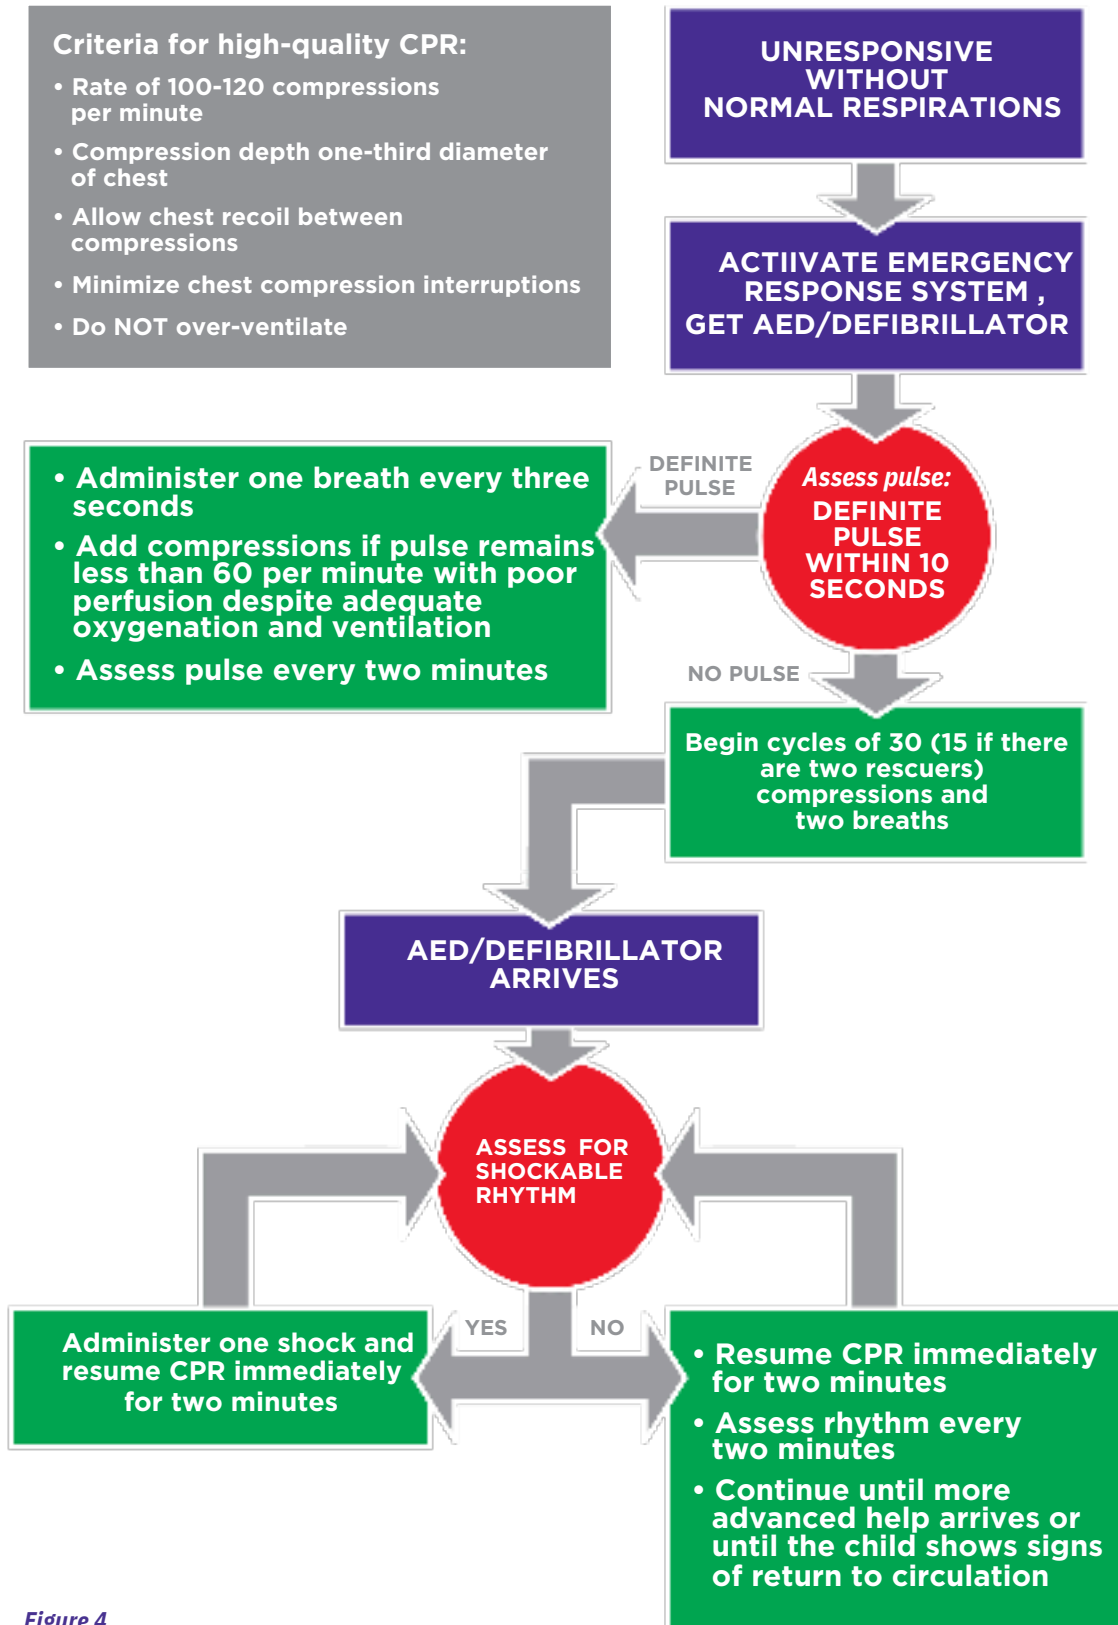 Criteria for high-quality CPR:
• Rate of 100-120 compressions
per minute
• Compression depth one-third diameter
of chest
• Allow chest recoil between
compressions
• Minimize chest compression interruptions
• Do NOT over-ventilate
UNRESPONSIVE
WITHOUT
NORMAL RESPIRATIONS
ACTIIVATE EMERGENCY
RESPONSE SYSTEM ,
GET AED/DEFIBRILLATOR
Assess pulse:
DEFINITE
PULSE
WITHIN 10
SECONDS
DEFINITE
PULSE
• Administer one breath every three
seconds
• Add compressions if pulse remains
less than 60 per minute with poor
perfusion despite adequate
oxygenation and ventilation
• Assess pulse every two minutes
NO PULSE
Begin cycles of 30 (15 if there
are two rescuers)
compressions and
two breaths
AED/DEFIBRILLATOR
ARRIVES
ASSESS FOR
SHOCKABLE
RHYTHM
YES
NO
Administer one shock and
resume CPR immediately
for two minutes
• Resume CPR immediately
for two minutes
• Assess rhythm every
two minutes
• Continue until more
advanced help arrives or
until the child shows signs
of return to circulation
Figure 4